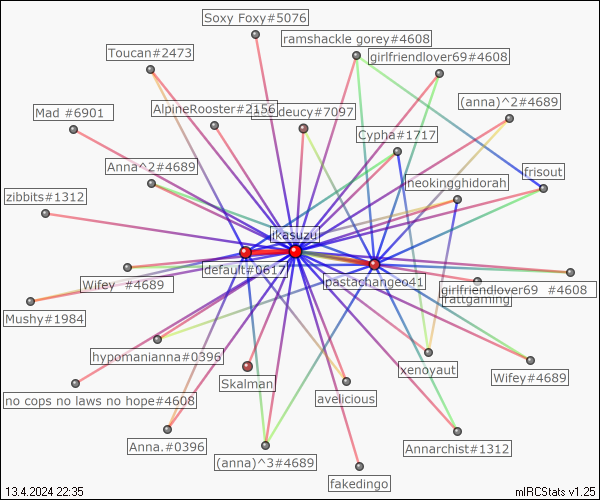 Soxy Foxy#5076
ramshackle gorey#4608
Toucan#2473
girlfriendlover69#4608
(anna)^2#4689
AlpineRooster#2156
deucy#7097
Mad #6901
Cypha#1717
Anna^2#4689
frisout
neokingghidorah
zibbits#1312
ikasuzu
default#0617
pastachangeo41
Wifey #4689
girlfriendlover69 #4608
rattgaming
Mushy#1984
hypomanianna#0396
xenoyaut
Wifey#4689
Skalman
no cops no laws no hope#4608
avelicious
Anna.#0396
Annarchist#1312
(anna)^3#4689
fakedingo
13.4.2024 22:35
mIRCStats v1.25